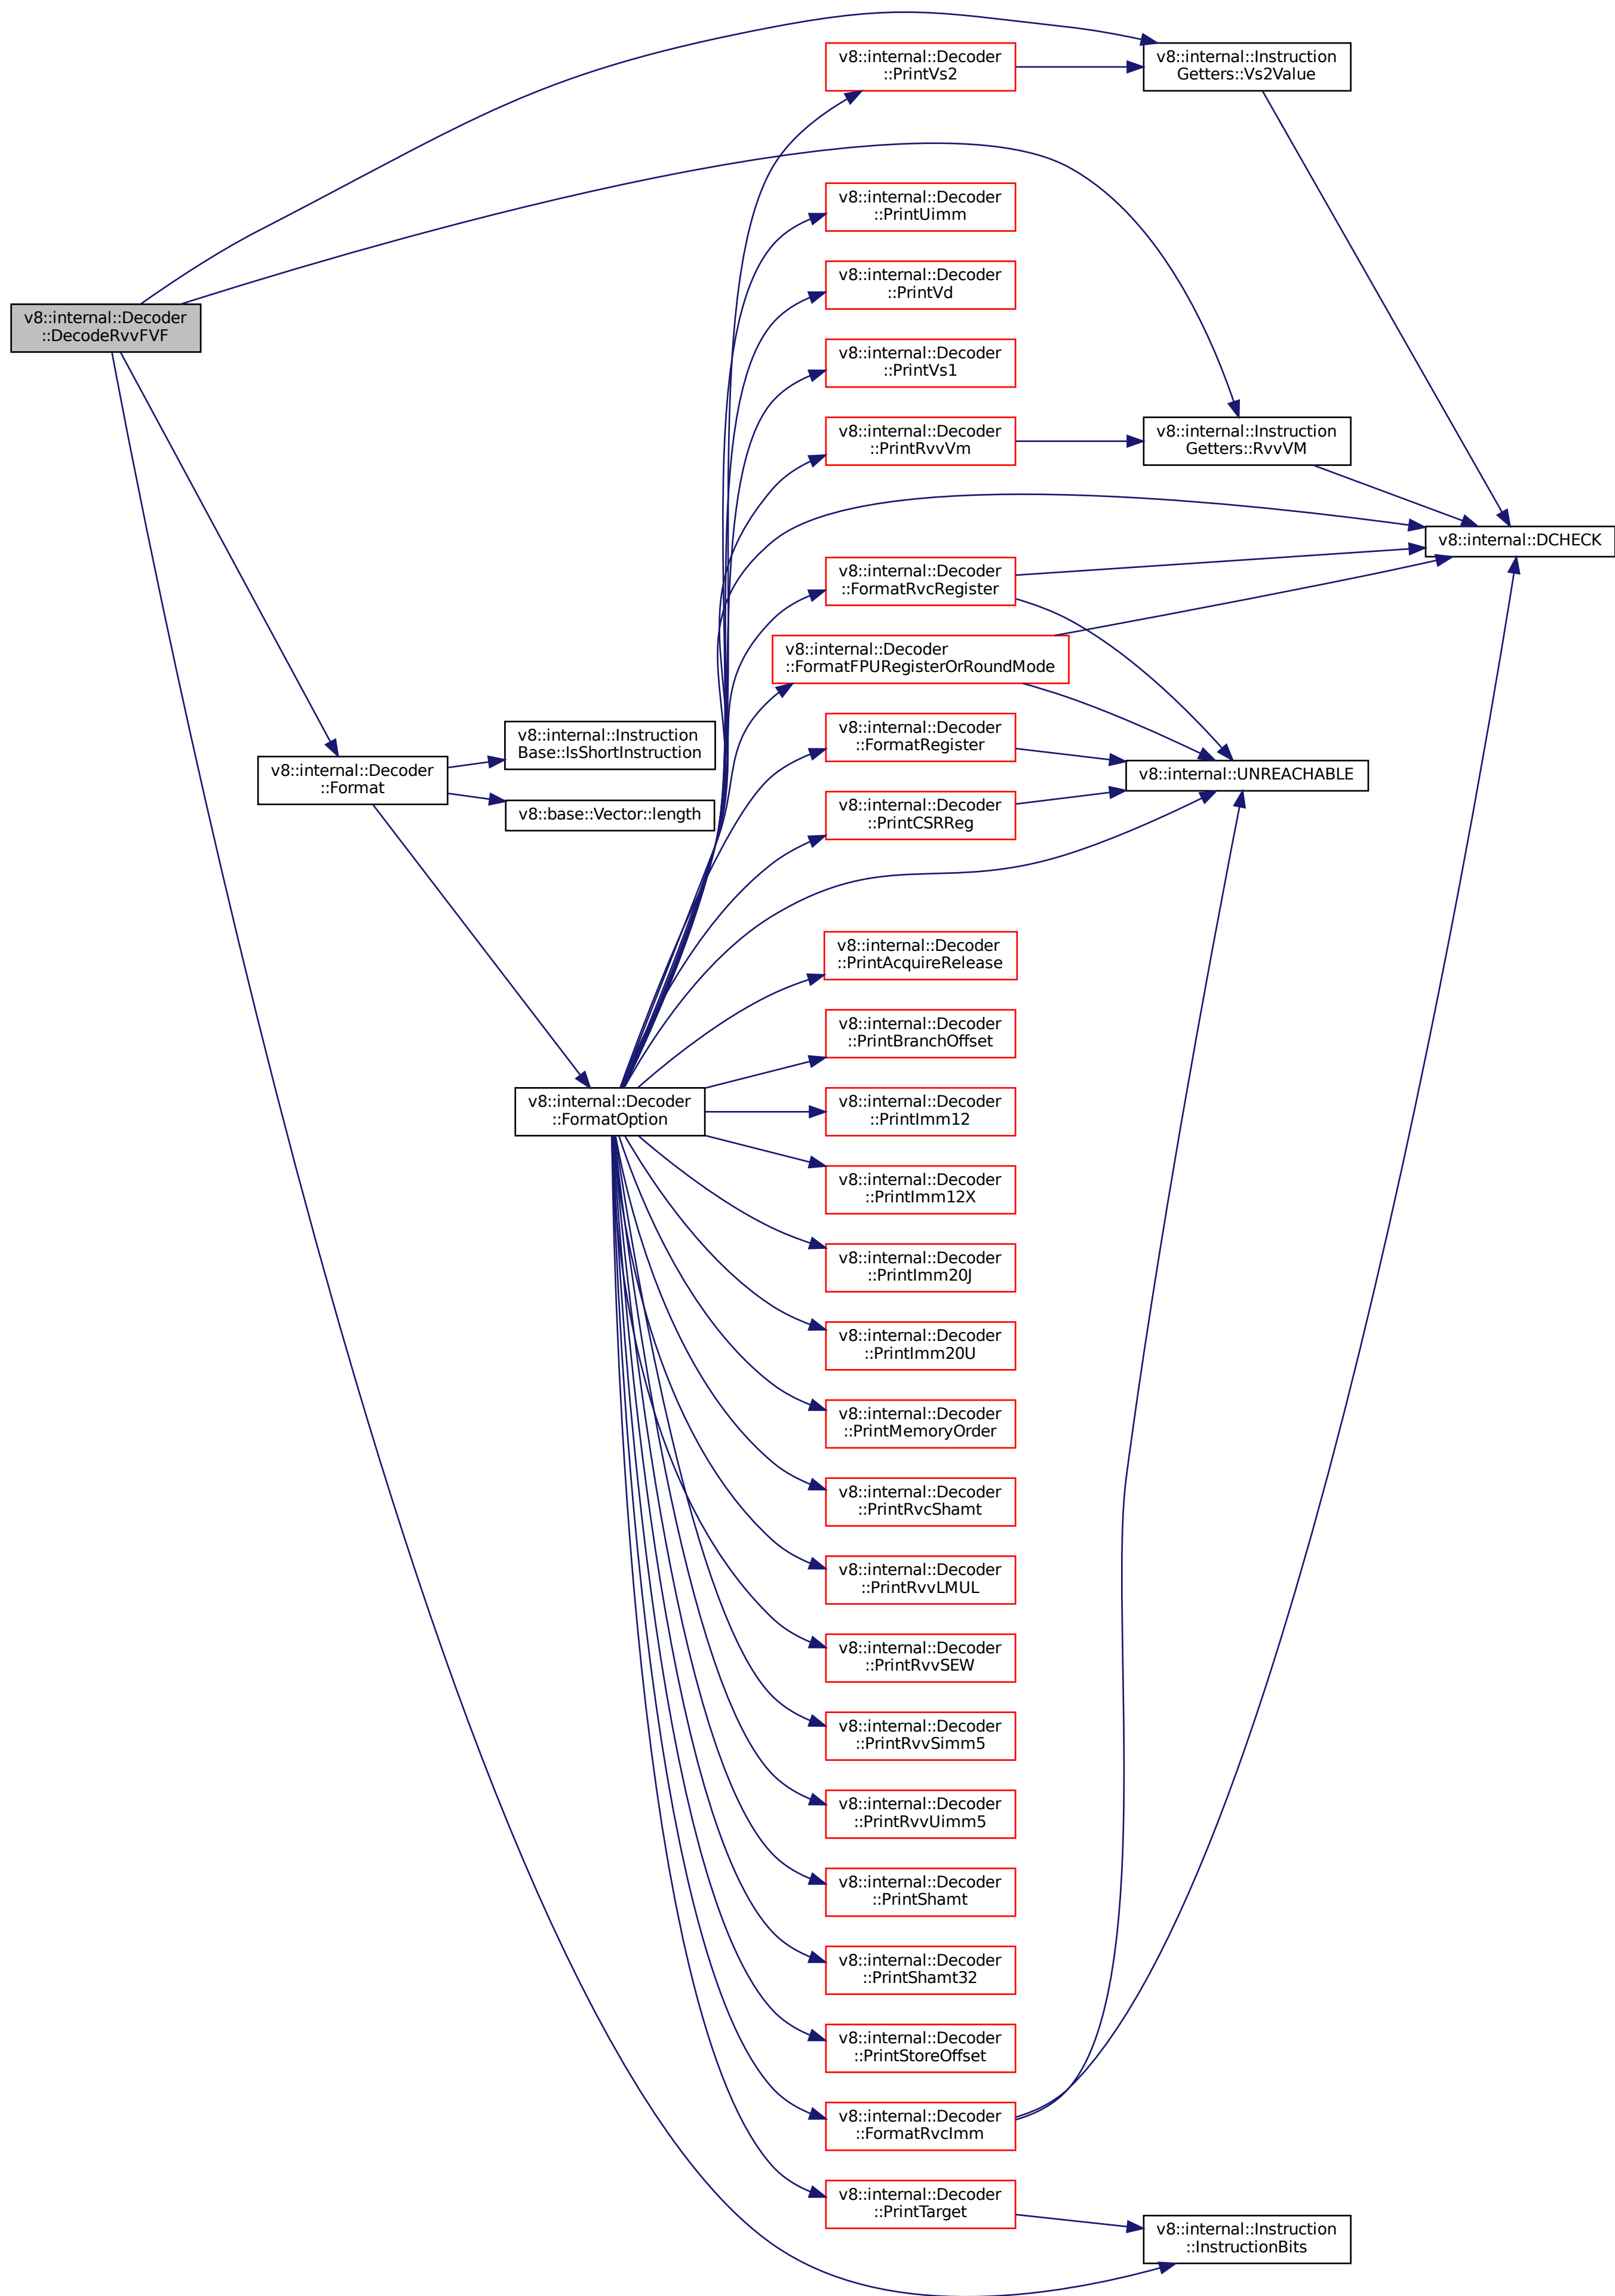 v8::internal::Decoder
::DecodeRvvFVF
v8::internal::Decoder
::Format
v8::internal::Instruction
Base::IsShortInstruction
v8::base::Vector::length
v8::internal::Decoder
::FormatOption
v8::internal::Decoder
::PrintVs2
v8::internal::Decoder
::PrintUimm
v8::internal::Decoder
::PrintVd
v8::internal::Decoder
::PrintVs1
v8::internal::Decoder
::PrintRvvVm
v8::internal::Decoder
::FormatRvcRegister
v8::internal::Decoder
::FormatFPURegisterOrRoundMode
v8::internal::Decoder
::FormatRegister
v8::internal::Decoder
::PrintCSRReg
v8::internal::Decoder
::PrintAcquireRelease
v8::internal::Decoder
::PrintBranchOffset
v8::internal::Decoder
::PrintImm12
v8::internal::Decoder
::PrintImm12X
v8::internal::Decoder
::PrintImm20J
v8::internal::Decoder
::PrintImm20U
v8::internal::Decoder
::PrintMemoryOrder
v8::internal::Decoder
::PrintRvcShamt
v8::internal::Decoder
::PrintRvvLMUL
v8::internal::Decoder
::PrintRvvSEW
v8::internal::Decoder
::PrintRvvSimm5
v8::internal::Decoder
::PrintRvvUimm5
v8::internal::Decoder
::PrintShamt
v8::internal::Decoder
::PrintShamt32
v8::internal::Decoder
::PrintStoreOffset
v8::internal::Decoder
::FormatRvcImm
v8::internal::Decoder
::PrintTarget
v8::internal::Instruction
Getters::Vs2Value
v8::internal::Instruction
Getters::RvvVM
v8::internal::DCHECK
v8::internal::UNREACHABLE
v8::internal::Instruction
::InstructionBits